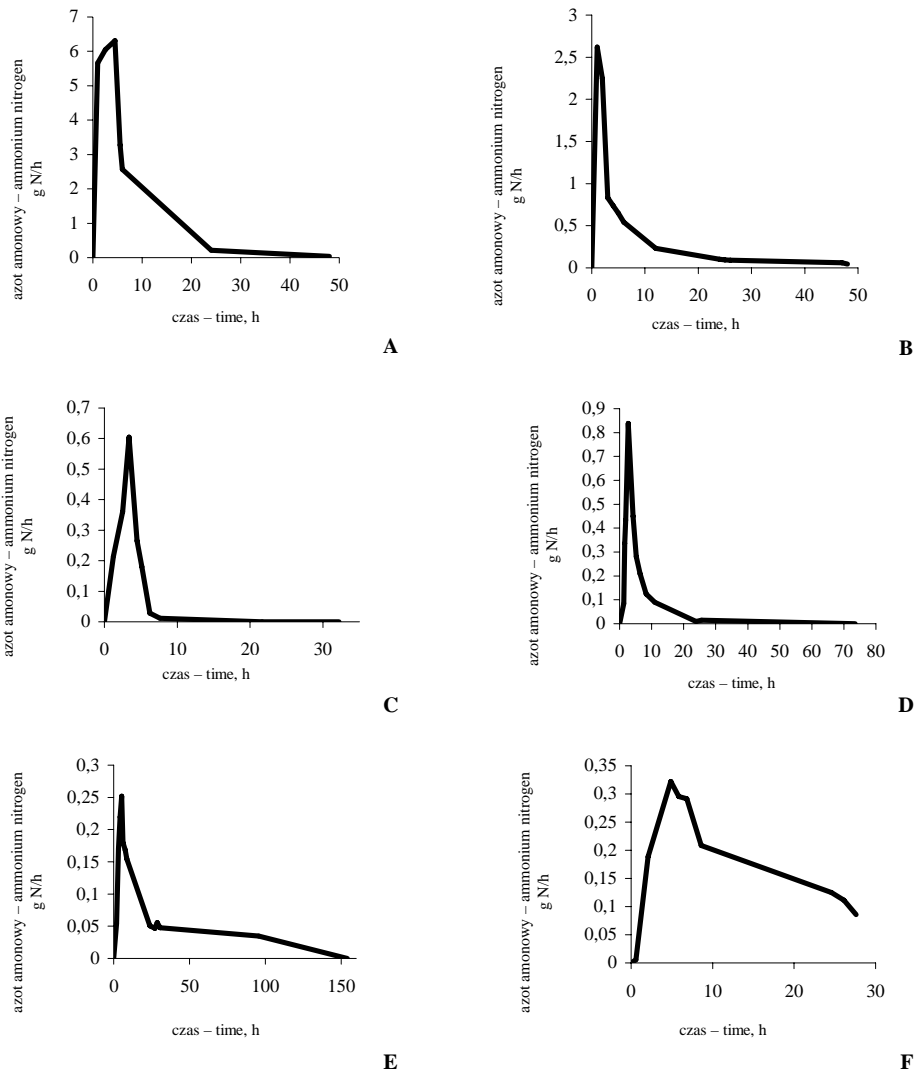 azot amonowy – ammonium nitrogen
g N/h
7
6
5
4
3
2
1
0
0 10 20 30 40 50
czas – time, h
A
azot amonowy – ammonium nitrogen
g N/h
3
2,5
2
1,5
1
0,5
0
0 10 20 30 40 50
czas – time, h
B
azot amonowy – ammonium nitrogen
g N/h
0,7
0,6
0,5
0,4
0,3
0,2
0,1
0
0 10 20 30
czas – time, h
C
azot amonowy – ammonium nitrogen
g N/h
0,9
0,8
0,7
0,6
0,5
0,4
0,3
0,2
0,1
0
0 10 20 30 40 50 60 70 80
czas – time, h
D
azot amonowy – ammonium nitrogen
g N/h
0,3
0,25
0,2
0,15
0,1
0,05
0
0 50 100 150
czas – time, h
E
azot amonowy – ammonium nitrogen
g N/h
0,35
0,3
0,25
0,2
0,15
0,1
0,05
0
0 10 20 30
czas – time, h
F